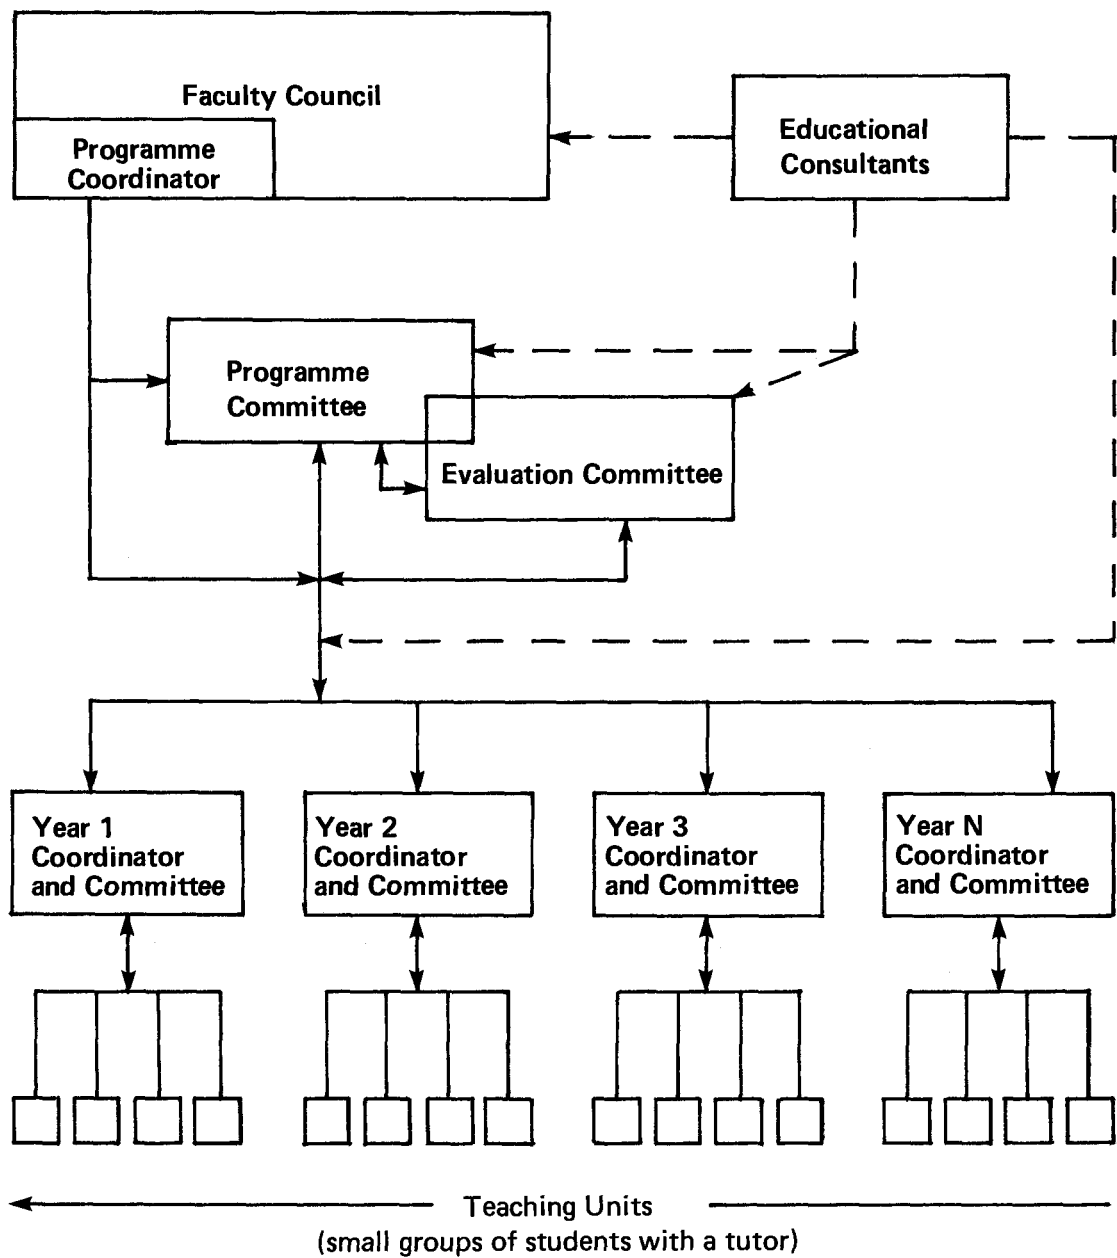 Faculty Council
Programme
Coordinator
Educational
Consultants
Programme
Committee
Evaluation Committee
Year 1
Coordinator
and Committee
Year 2
Coordinator
and Committee
Year 3
Coordinator
and Committee
Year N
Coordinator
and Committee
Teaching Units
(small groups of students with a tutor)